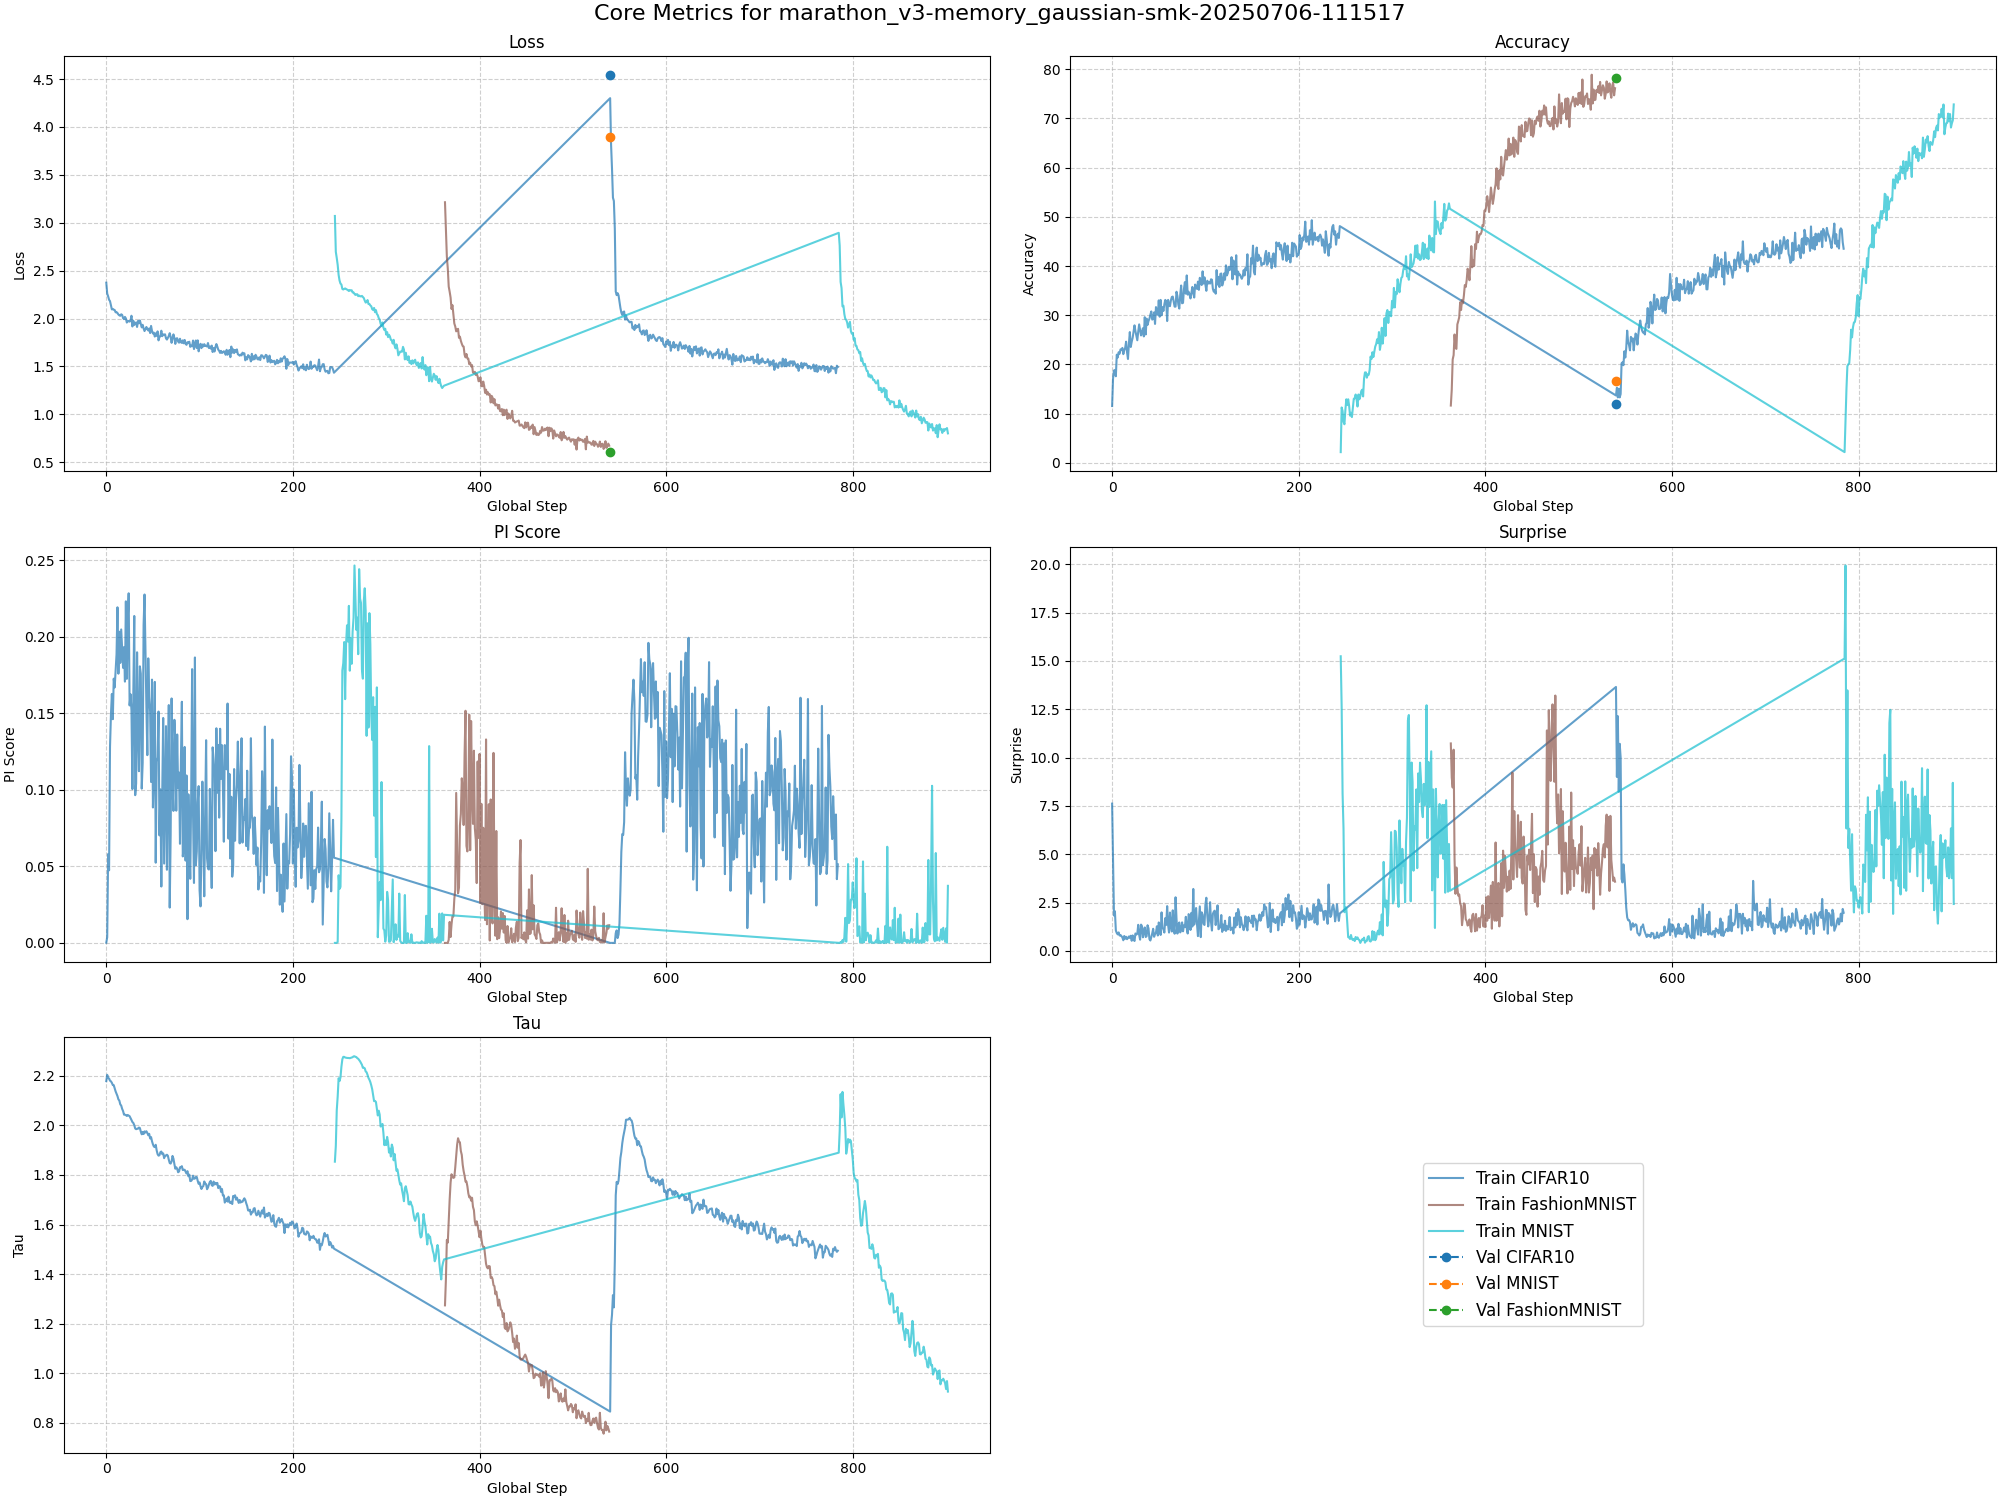 Core Metrics for marathon_v3-memory_gaussian-smk-20250706-111517
Loss
4.5
4.0
3.5
3.0
2.5
2.0
1.5
1.0
0.5
Loss
0 200 400 600 800
Global Step
Accuracy
80
70
60
50
40
30
20
10
0
Accuracy
0 200 400 600 800
Global Step
PI Score
0.25
0.20
0.15
0.10
0.05
0.00
PI Score
0 200 400 600 800
Global Step
Surprise
20.0
17.5
15.0
12.5
10.0
7.5
5.0
2.5
0.0
Surprise
0 200 400 600 800
Global Step
Tau
2.2
2.0
1.8
1.6
1.4
1.2
1.0
0.8
Tau
0 200 400 600 800
Global Step
Train CIFAR10
Train FashionMNIST
Train MNIST
Val CIFAR10
Val MNIST
Val FashionMNIST